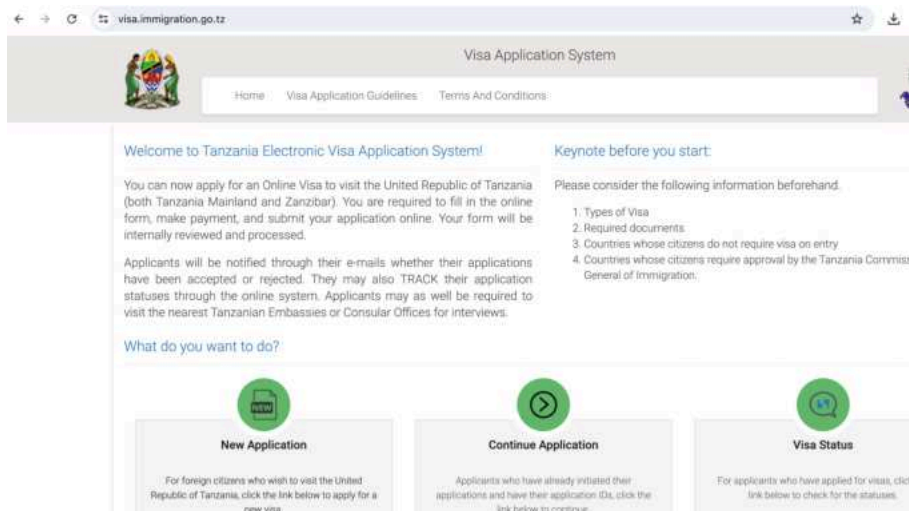 visa.immigration.go.tz
Visa Application System
Home Visa Application Guidelines Terms And Conditions
Welcome to Tanzania Electronic Visa Application System!
You can now apply for an Online Visa to visit the United Republic of Tanzania
(both Tanzania Mainland and Zanzibar). You are required to fill in the online
form, make payment, and submit your application online. Your form will be
internally reviewed and processed.
Applicants will be notified through their e-mails whether their applications
have been accepted or rejected. They may also TRACK their application
statuses through the online system. Applicants may as well be required to
visit the nearest Tanzanian Embassies or Consular Offices for interviews.
Keynote before you start:
Please consider the following information beforehand.
1. Types of Visa
2. Required documents
3. Countries whose citizens do not require visa on entry
4. Countries whose citizens require approval by the Tanzania Commiss
General of Immigration.
What do you want to do?
NEW
New Application
For foreign citizens who wish to visit the United
Republic of Tanzania, click the link below to apply for a
new visa
Continue Application
Applicants who have already initiated their
applications and have their application IDs, click the
link below to continue
Visa Status
For applicants who have applied for visas, clic
link below to check for the statuses.